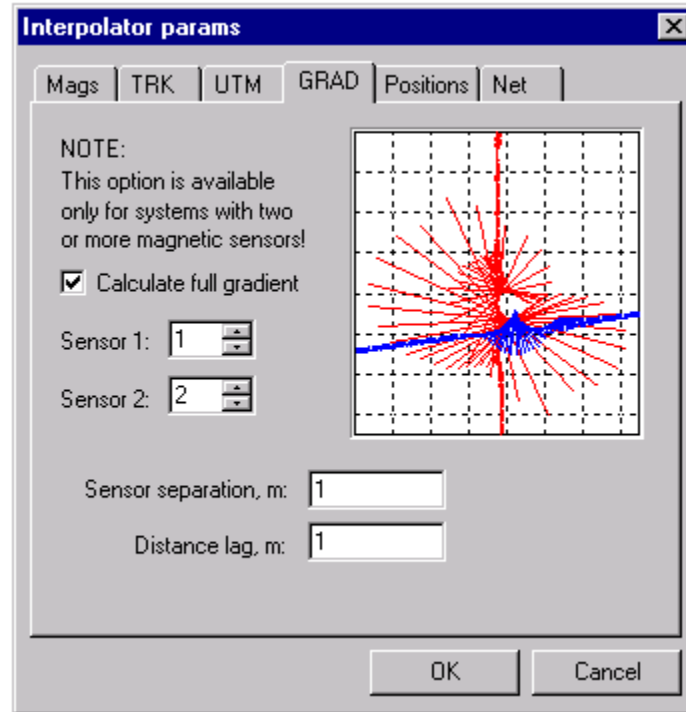 Interpolator params
Mags TRK UTM GRAD Positions Net
NOTE:
This option is available
only for systems with two
or more magnetic sensors!
Calculate full gradient
Sensor 1: 1
Sensor 2: 2
Sensor separation, m: 1
Distance lag, m: 1
OK Cancel